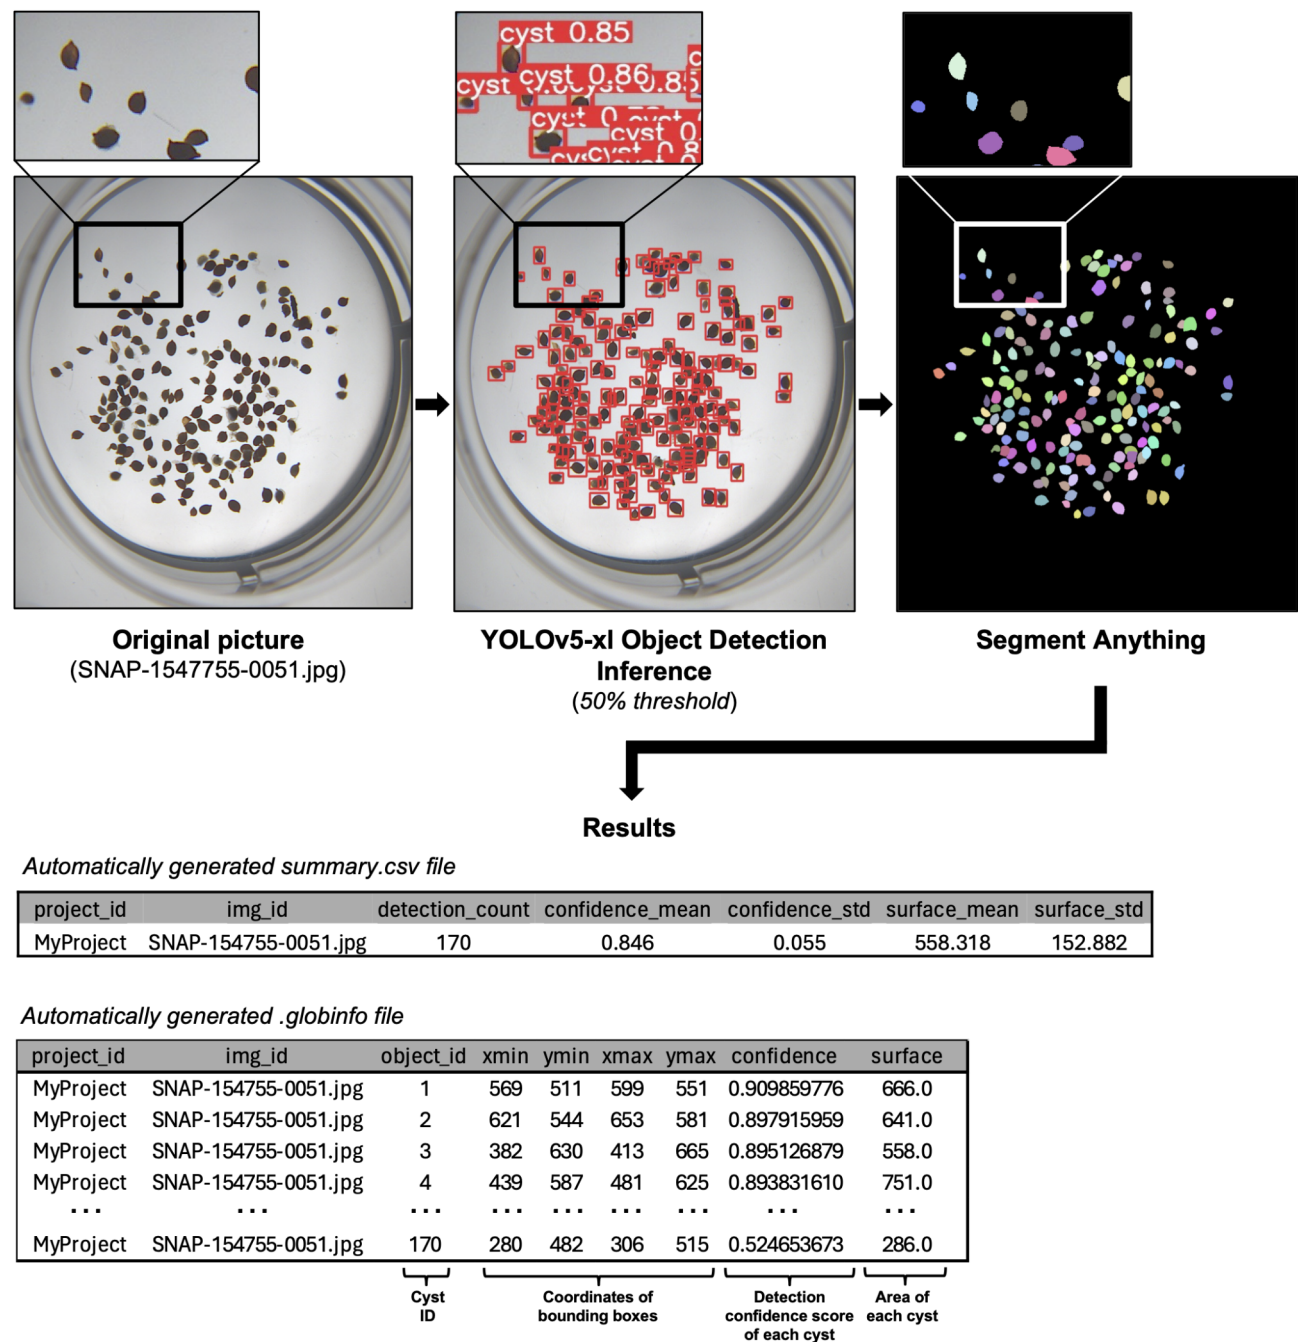 cyst 0.85
cyst 0.86
cyst
0.85
cyst 0
cyst 0
Original picture
(SNAP-1547755-0051.jpg)
YOLOv5-xl Object Detection
Inference
(50% threshold)
Segment Anything
Results
Automatically generated summary.csv file
project_id img_id detection_count confidence_mean confidence_std surface_mean surface_std
MyProject SNAP-154755-0051.jpg 170 0.846 0.055 558.318 152.882
Automatically generated .globinfo file
project_id img_id object_id xmin ymin xmax ymax confidence surface
MyProject SNAP-154755-0051.jpg 1 569 511 599 551 0.909859776 666.0
MyProject SNAP-154755-0051.jpg 2 621 544 653 581 0.897915959 641.0
MyProject SNAP-154755-0051.jpg 3 382 630 413 665 0.895126879 558.0
MyProject SNAP-154755-0051.jpg 4 439 587 481 625 0.893831610 751.0
... ... ... ... ... ... ... ... ...
MyProject SNAP-154755-0051.jpg 170 280 482 306 515 0.524653673 286.0
Cyst
ID
Coordinates of
bounding boxes
Detection
confidence score
of each cyst
Area of
each cyst